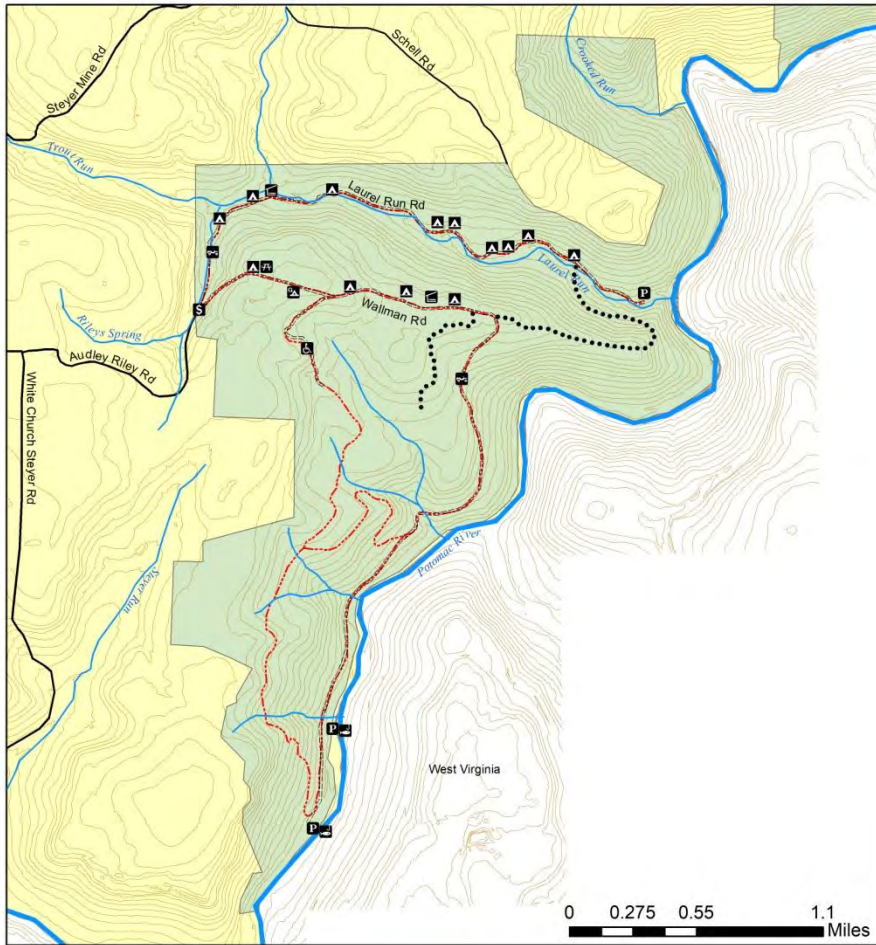 Steyer Mine Rd
Schell Rd
Crooked Run
Trout Run
Laurel Run Rd
Laurel Run
P
$
Rileys Spring
Wallman Rd
Audley Riley Rd
White Church Steyer Rd
Potomac River
Steyer Run
P
West Virginia
P
0 0.275 0.55 1.1
Miles